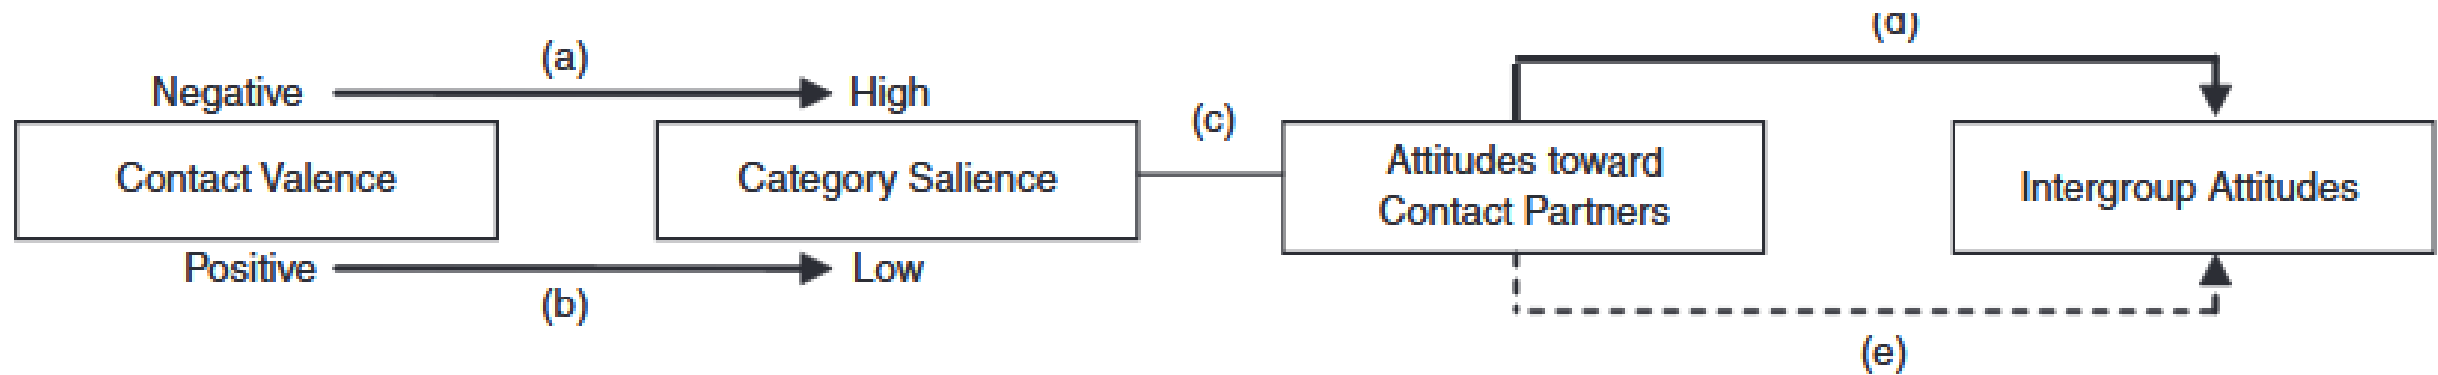 (d)
(a)
Negative
High
(c)
Contact Valence
Category Salience
Attitudes toward
Contact Partners
Intergroup Attitudes
Positive
Low
(b)
(e)